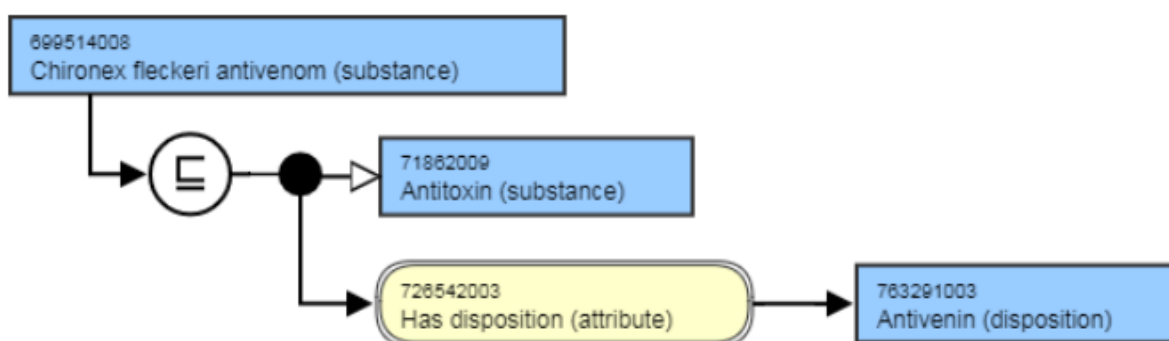 699514008
Chironex fleckeri antivenom (substance)
⊑
71862009
Antitoxin (substance)
726542003
Has disposition (attribute)
763291003
Antivenin (disposition)